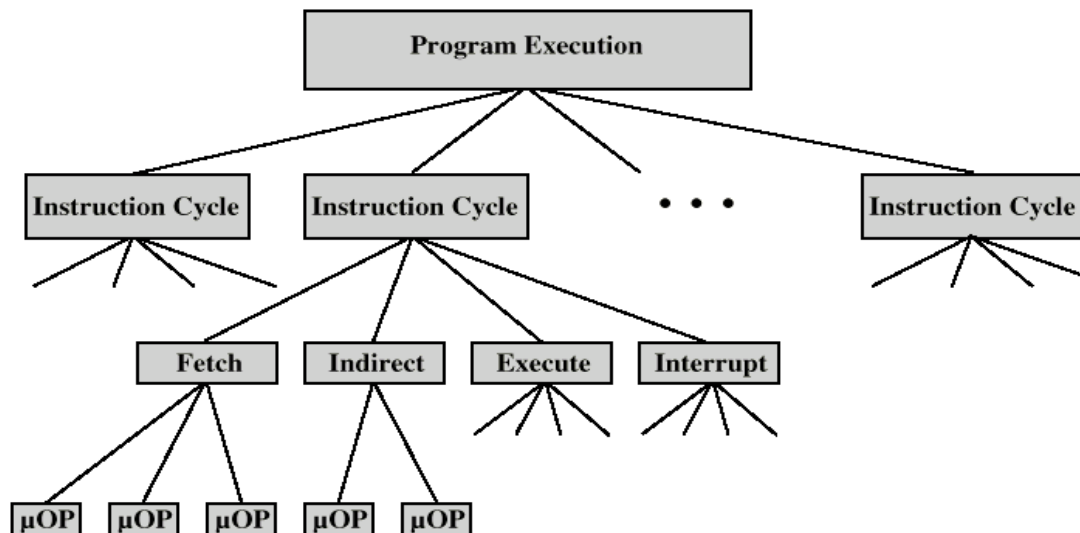 Program Execution
Instruction Cycle
Instruction Cycle
• • •
Instruction Cycle
Fetch
Indirect
Execute
Interrupt
µOP
µOP
µOP
µOP
µOP